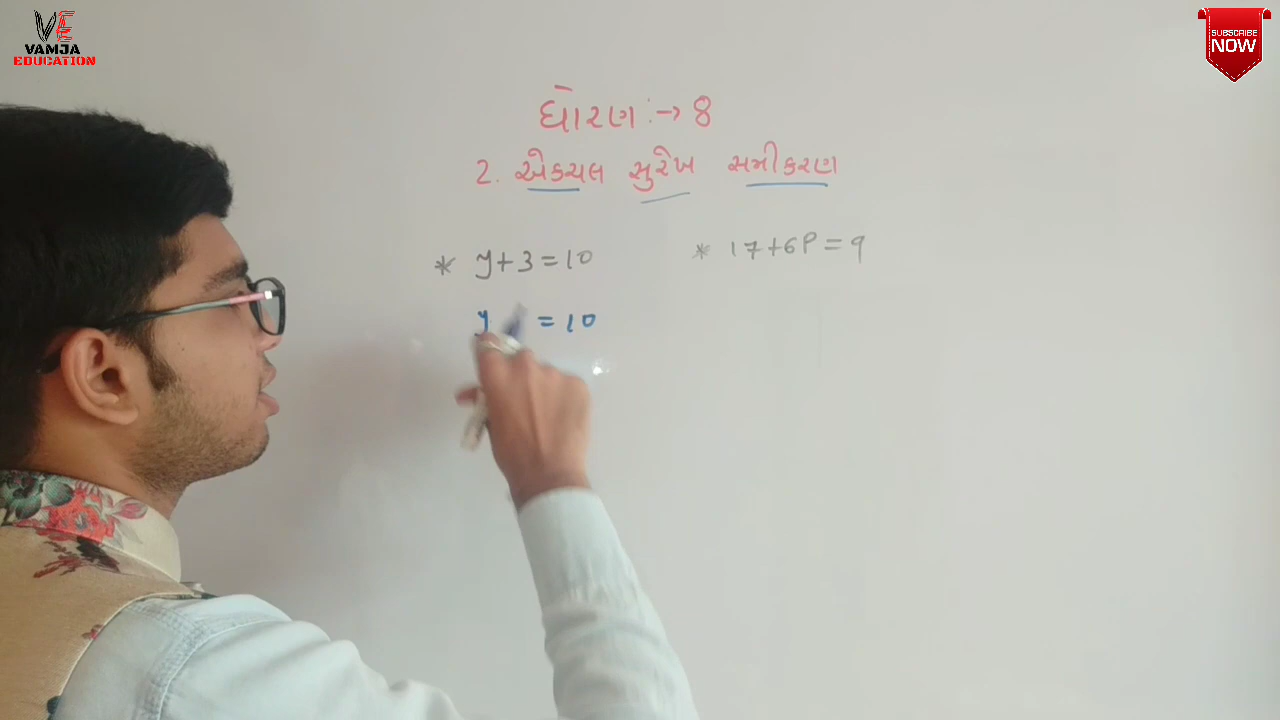 VE
VAMJA
EDUCATION
SUBSCRIBE
NOW
ધોરણ :→ 8
2. એકચલ સુરેખ સમીકરણ
* y+3=10
* 17+6P=9
y = 10